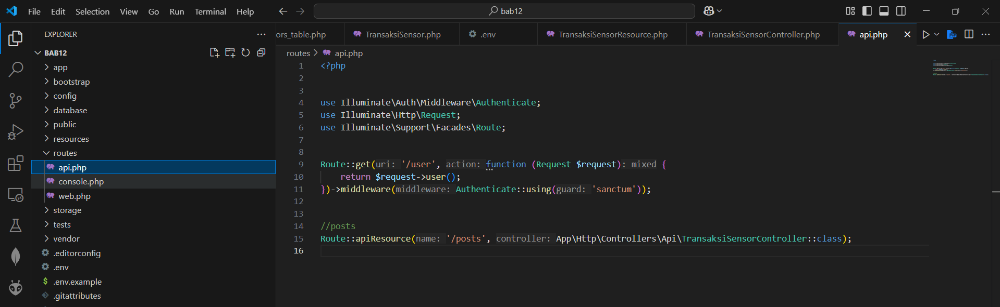 File Edit Selection View Go Run Terminal Help
bab12
EXPLORER
BAB12
app
bootstrap
config
database
public
resources
routes
api.php
console.php
web.php
storage
tests
vendor
.editorconfig
.env
.env.example
.gitattributes
ors_table.php TransaksiSensor.php .env TransaksiSensorResource.php TransaksiSensorController.php api.php
routes > api.php
1 <?php
2
3
4 use Illuminate\Auth\Middleware\Authenticate;
5 use Illuminate\Http\Request;
6 use Illuminate\Support\Facades\Route;
7
8
9 Route::get(uri: '/user', action: function (Request $request): mixed {
10 return $request->user();
11 })->middleware(middleware: Authenticate::using(guard: 'sanctum'));
12
13
14 //posts
15 Route::apiResource(name: '/posts', controller: App\Http\Controllers\Api\TransaksiSensorController::class);
16